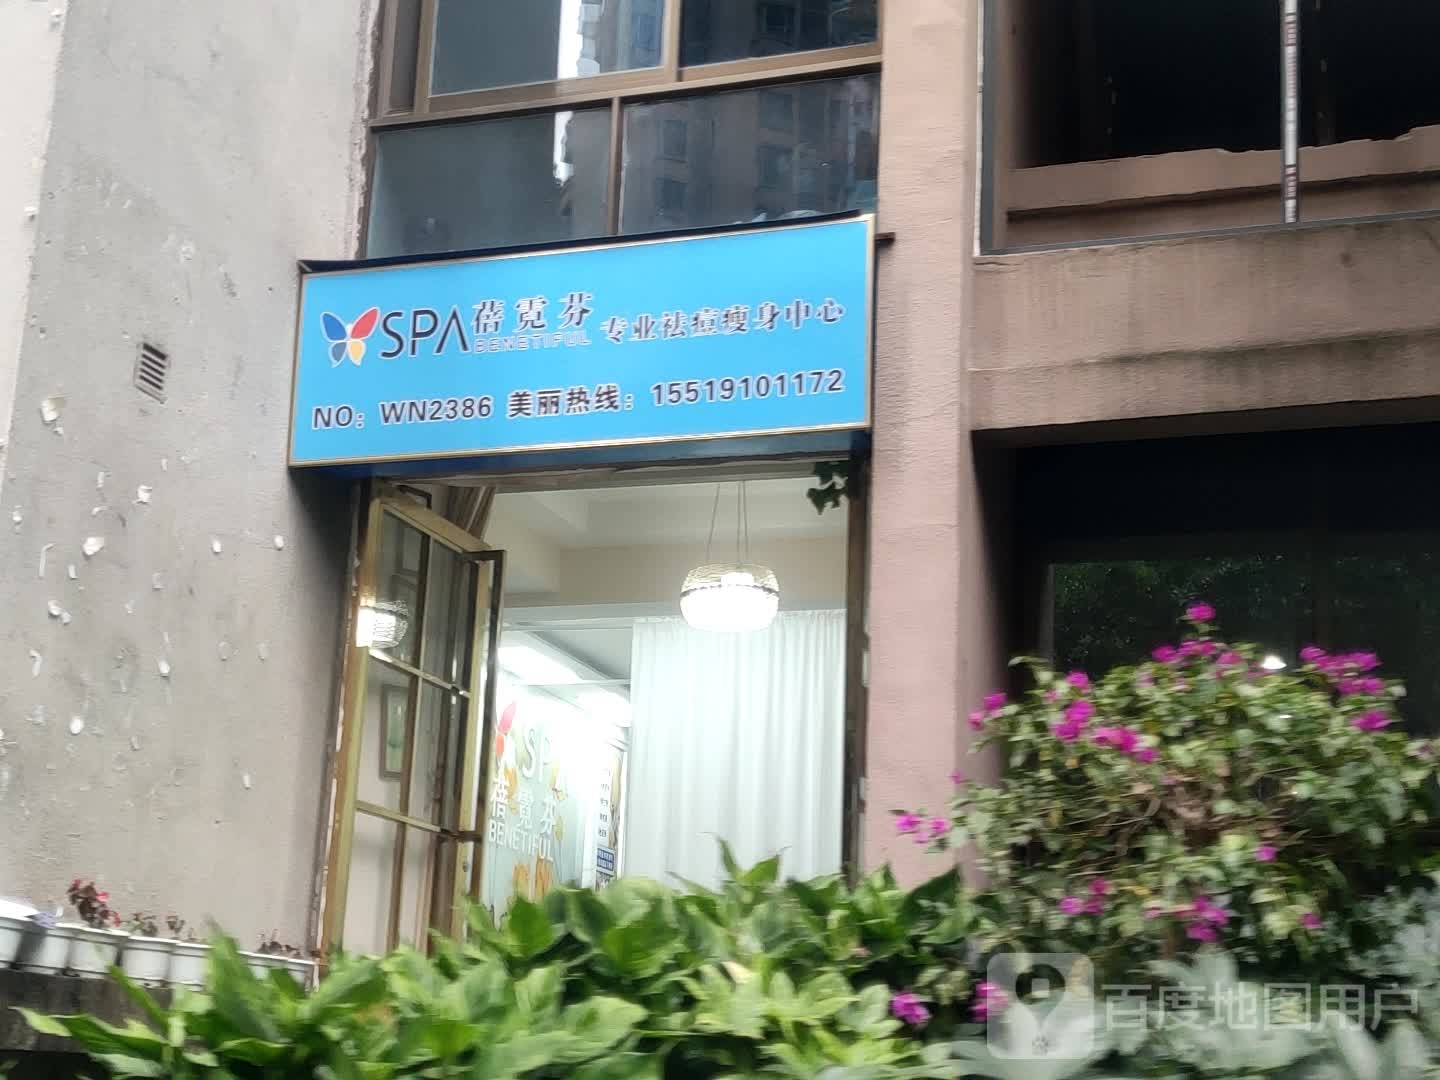 SPA 蓓霓芬 专业祛痘瘦身中心
BENETIFUL
NO：WN2386 美丽热线：15519101172
SPA
蓓霓芬
BENETIFUL
百度地图用户